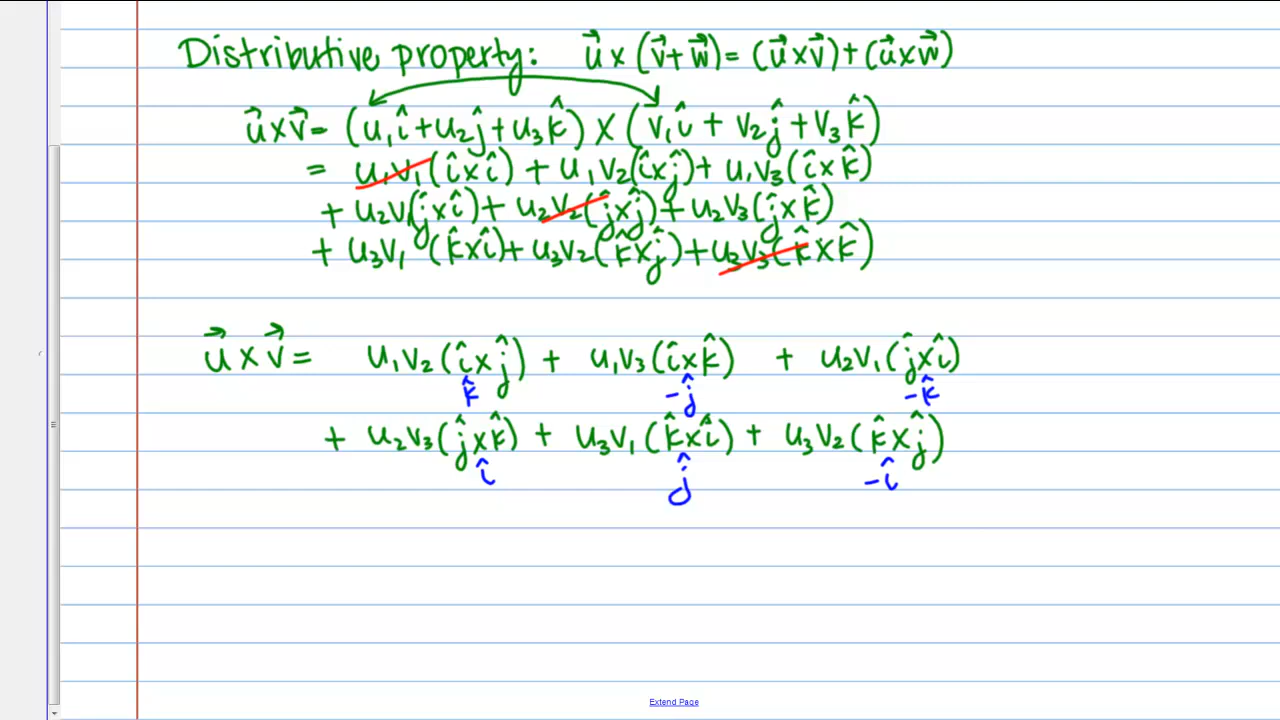 Distributive property: u⃗ × (v⃗ + w⃗) = (u⃗ × v⃗) + (u⃗ × w⃗)
u⃗ × v⃗ = (u₁î + u₂ĵ + u₃k̂) × (v₁î + v₂ĵ + v₃k̂)
= u₁v₁(î × î) + u₁v₂(î × ĵ) + u₁v₃(î × k̂)
+ u₂v₁(ĵ × î) + u₂v₂(ĵ × ĵ) + u₂v₃(ĵ × k̂)
+ u₃v₁(k̂ × î) + u₃v₂(k̂ × ĵ) + u₃v₃(k̂ × k̂)
u⃗ × v⃗ = u₁v₂(î × ĵ) + u₁v₃(î × k̂) + u₂v₁(ĵ × î)
k̂ -ĵ -k̂
+ u₂v₃(ĵ × k̂) + u₃v₁(k̂ × î) + u₃v₂(k̂ × ĵ)
î ĵ -î
Extend Page